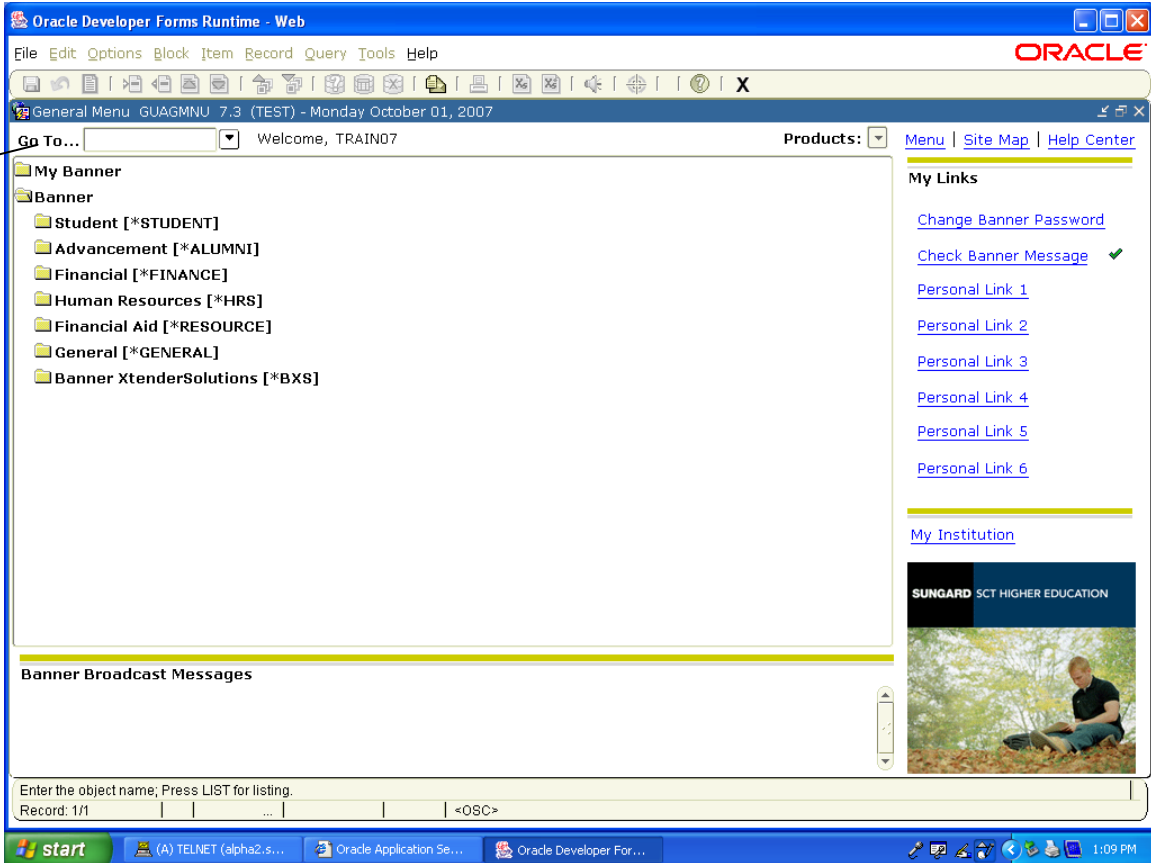 Oracle Developer Forms Runtime - Web
File Edit Options Block Item Record Query Tools Help
ORACLE
X
General Menu GUAGMNU 7.3 (TEST) - Monday October 01, 2007
Go To... Welcome, TRAIN07 Products: Menu | Site Map | Help Center
My Banner
Banner
Student [*STUDENT]
Advancement [*ALUMNI]
Financial [*FINANCE]
Human Resources [*HRS]
Financial Aid [*RESOURCE]
General [*GENERAL]
Banner XtenderSolutions [*BXS]
My Links
Change Banner Password
Check Banner Message
Personal Link 1
Personal Link 2
Personal Link 3
Personal Link 4
Personal Link 5
Personal Link 6
My Institution
SUNGARD SCT HIGHER EDUCATION
Banner Broadcast Messages
Enter the object name; Press LIST for listing.
Record: 1/1 ... <OSC>
start (A) TELNET (alpha2.s... Oracle Application Se... Oracle Developer For... 1:09 PM